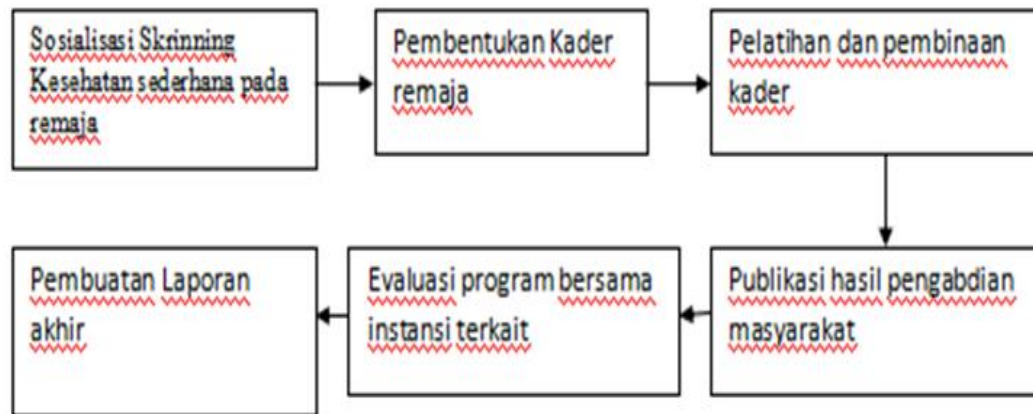 Sosialisasi Skrinning
Kesehatan sederhana pada
remaja
Pembentukan Kader
remaja
Pelatihan dan pembinaan
kader
Publikasi hasil pengabdian
masyarakat
Evaluasi program bersama
instansi terkait
Pembuatan Laporan
akhir